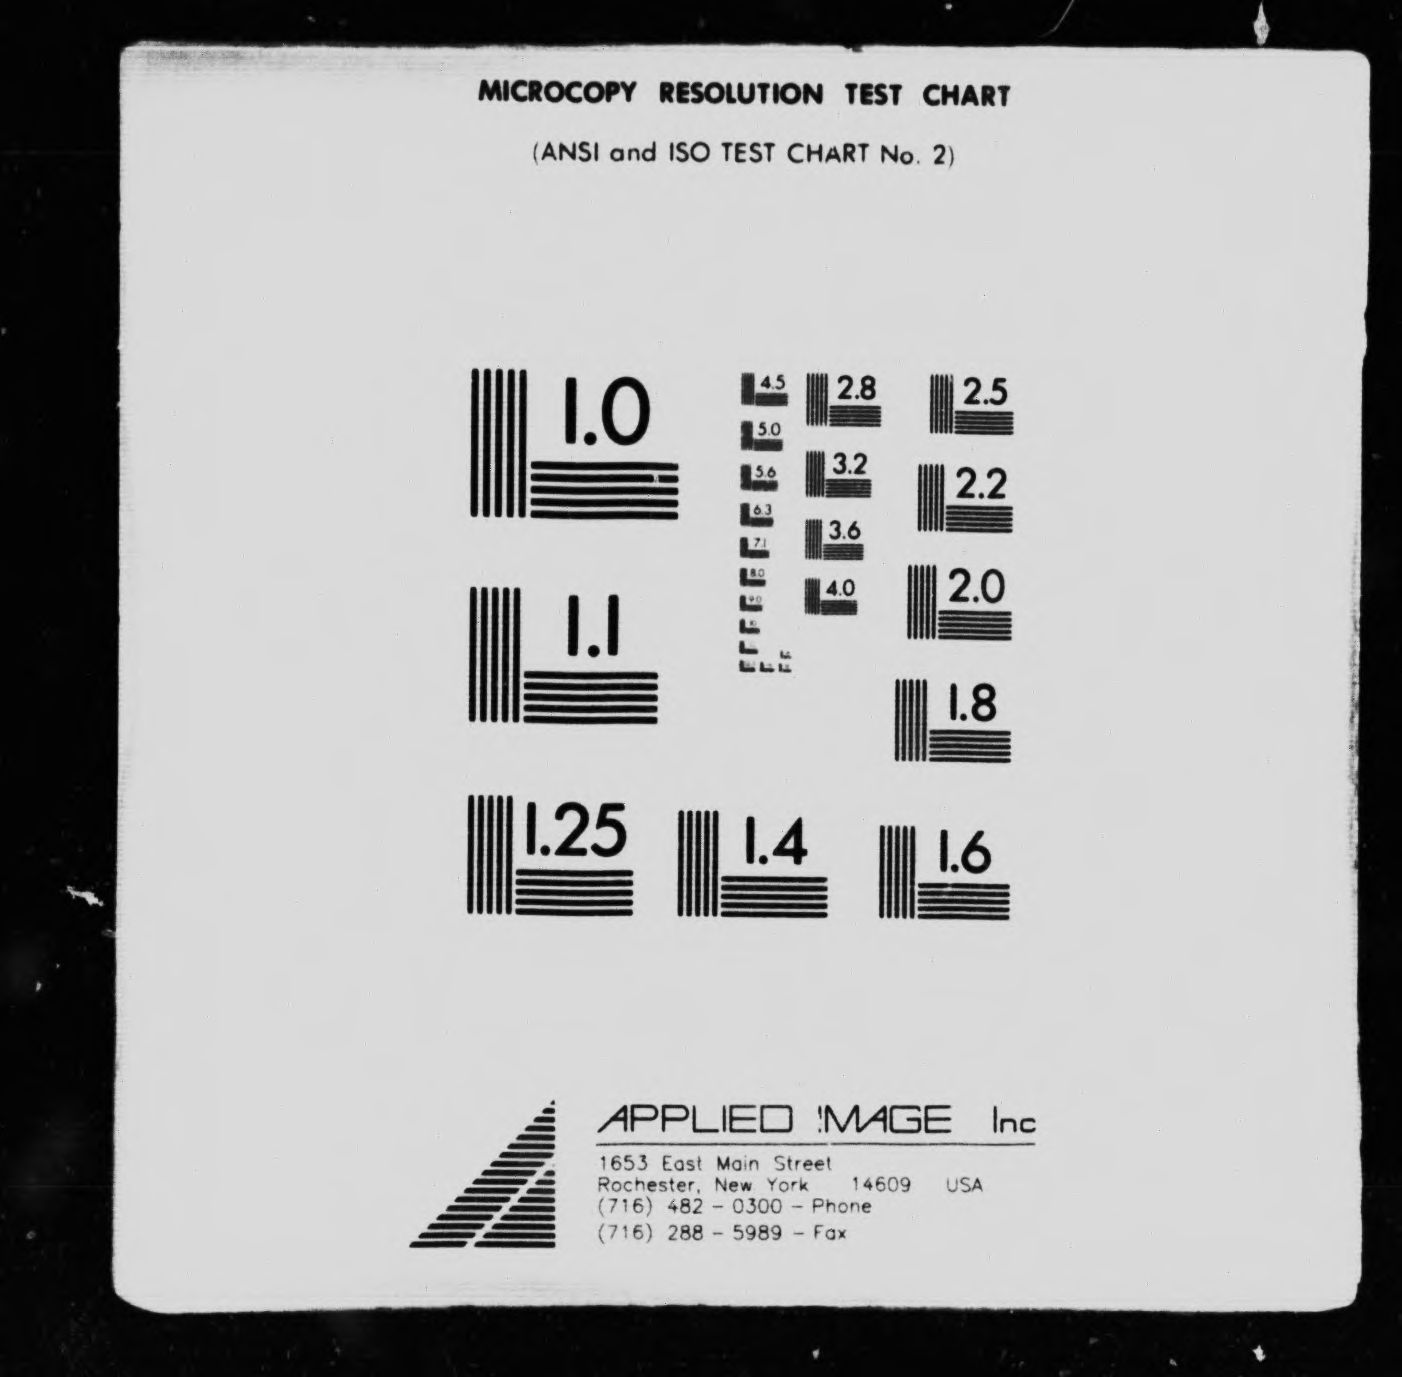 MICROCOPY RESOLUTION TEST CHART
(ANSI and ISO TEST CHART No. 2)
1.0
4.5
2.8
2.5
5.0
5.6
3.2
2.2
6.3
3.6
7.1
8.0
4.0
2.0
9.0
1.1
1.8
1.25
1.4
1.6
APPLIED IMAGE Inc
1653 East Main Street
Rochester, New York 14609 USA
(716) 482 - 0300 - Phone
(716) 288 - 5989 - Fax